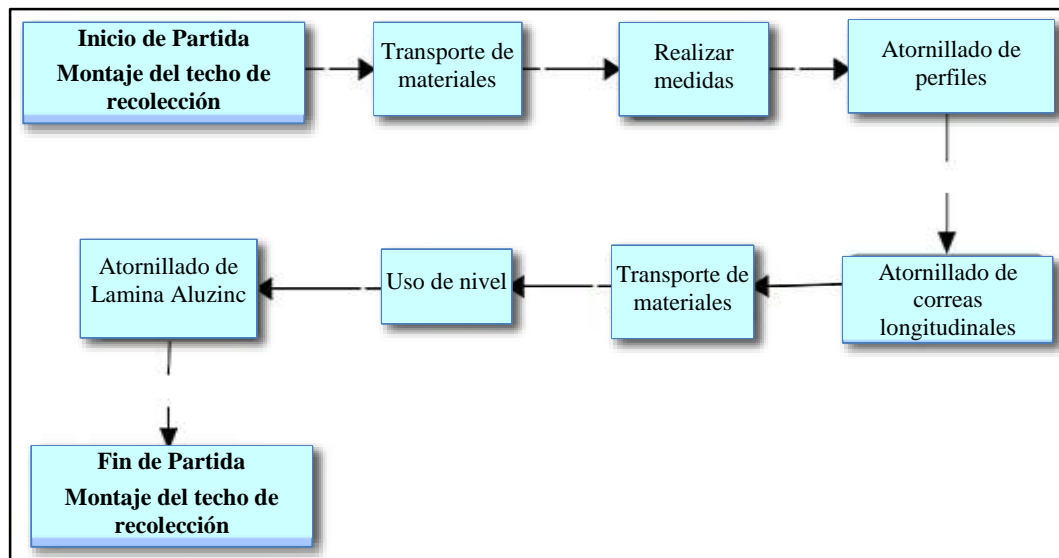 Inicio de Partida
Montaje del techo de
recolección
Transporte de
materiales
Realizar
medidas
Atornillado de
perfiles
Atornillado de
correas
longitudinales
Transporte de
materiales
Uso de nivel
Atornillado de
Lamina Aluzinc
Fin de Partida
Montaje del techo de
recolección